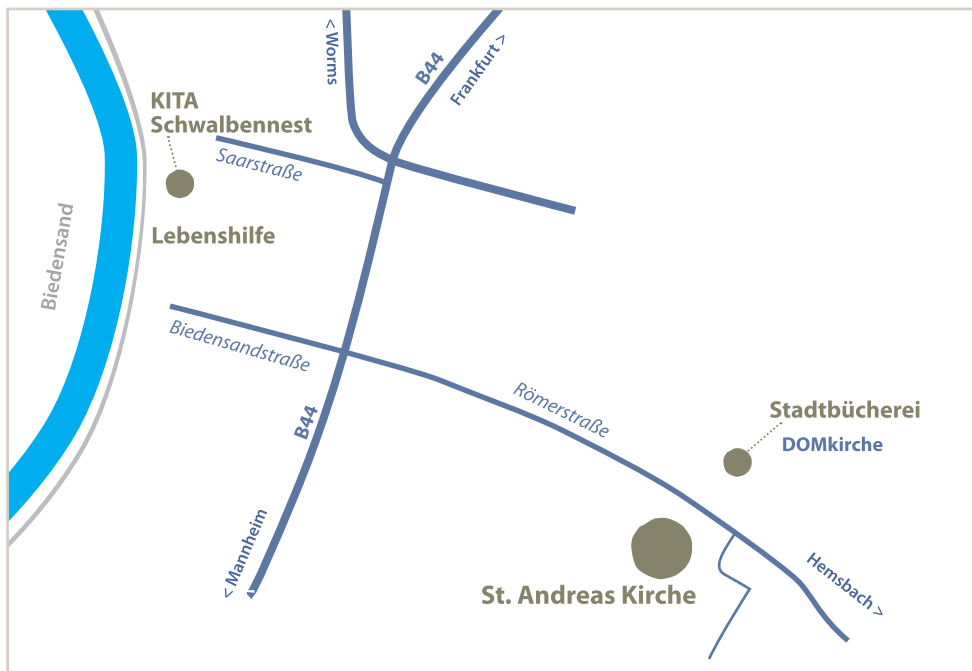 < Worms
B44
Frankfurt >
KITA
Schwalbennest
Saarstraße
Lebenshilfe
Biedensand
Biedensandstraße
Römerstraße
B44
Stadtbücherei
DOMkirche
< Mannheim
St. Andreas Kirche
Hemsbach >